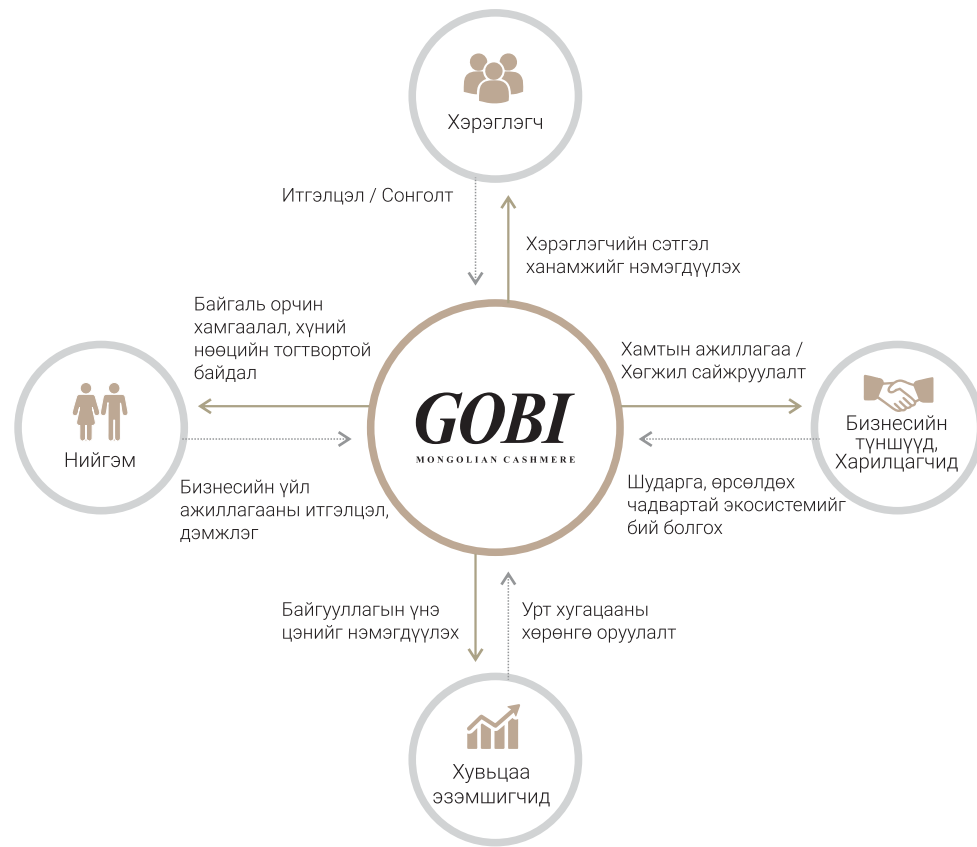 Хэрэглэгч
Итгэлцэл / Сонголт
Хэрэглэгчийн сэтгэл
ханамжийг нэмэгдүүлэх
Байгаль орчин
хамгаалал, хүний
нөөцийн тогтвортой
байдал
Хамтын ажиллагаа /
Хөгжил сайжруулалт
Нийгэм
GOBI
MONGOLIAN CASHMERE
Бизнесийн
түншүүд,
Харилцагчид
Бизнесийн үйл
ажиллагааны итгэлцэл,
дэмжлэг
Шударга, өрсөлдөх
чадвартай экосистемийг
бий болгох
Байгууллагын үнэ
цэнийг нэмэгдүүлэх
Урт хугацааны
хөрөнгө оруулалт
Хувьцаа
эзэмшигчид